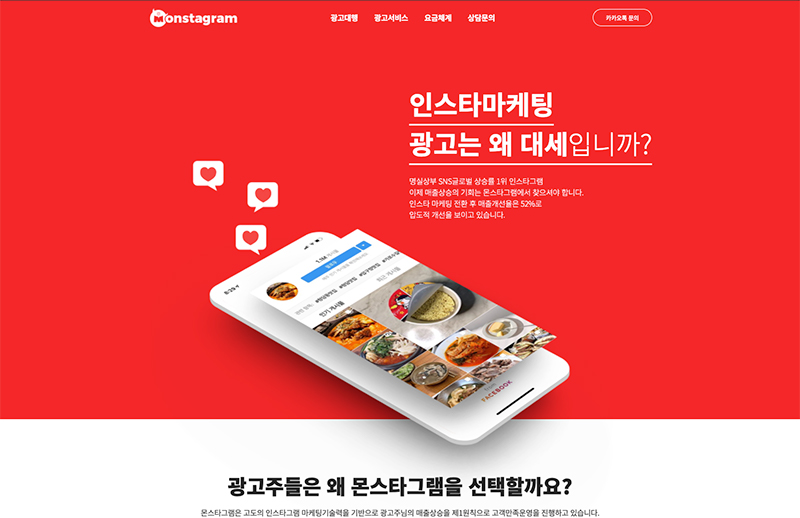 Monstagram
광고대행 광고서비스 요금체계 상담문의
카카오톡 문의
인스타마케팅
광고는 왜 대세입니까?
명실상부 SNS글로벌 상승률 1위 인스타그램
이제 매출상승의 기회는 몬스타그램에서 찾으셔야 합니다.
인스타 마케팅 전환 후 매출개선율은 52%로
압도적 개선을 보이고 있습니다.
인기 게시물
최근 게시물
FACEBOOK
광고주들은 왜 몬스타그램을 선택할까요?
몬스타그램은 고도의 인스타그램 마케팅기술력을 기반으로 광고주님의 매출상승을 제1원칙으로 고객만족운영을 진행하고 있습니다.